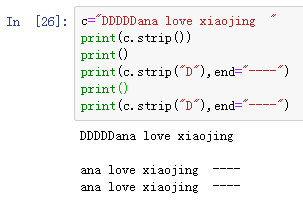 In [26]: c="DDDDDana love xiaojing  "
print(c.strip())
print()
print(c.strip("D"),end="----")
print()
print(c.strip("D"),end="----")
DDDDDana love xiaojing

ana love xiaojing  ----
ana love xiaojing  ----